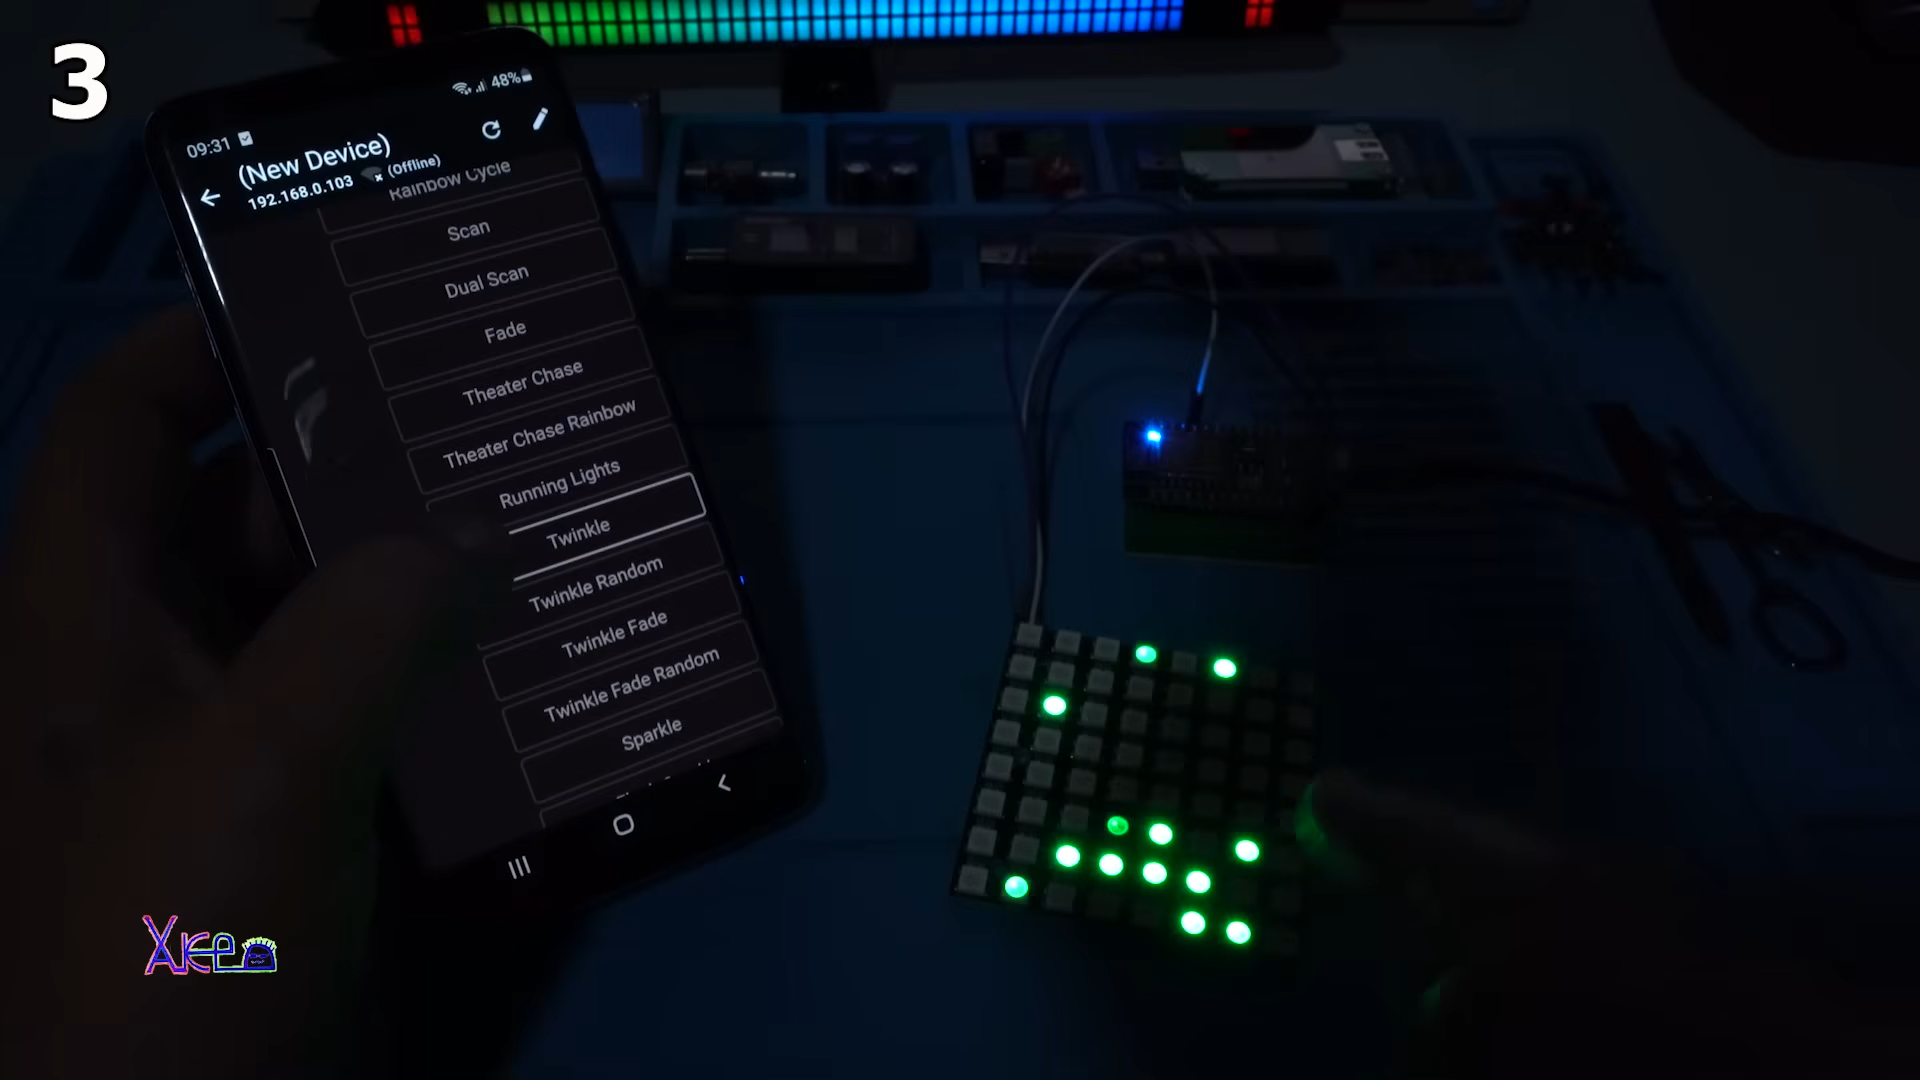 3
48%
09:31
(New Device)
192.168.0.103 (Offline)
Rainbow Cycle
Scan
Dual Scan
Fade
Theater Chase
Theater Chase Rainbow
Running Lights
Twinkle
Twinkle Random
Twinkle Fade
Twinkle Fade Random
Sparkle